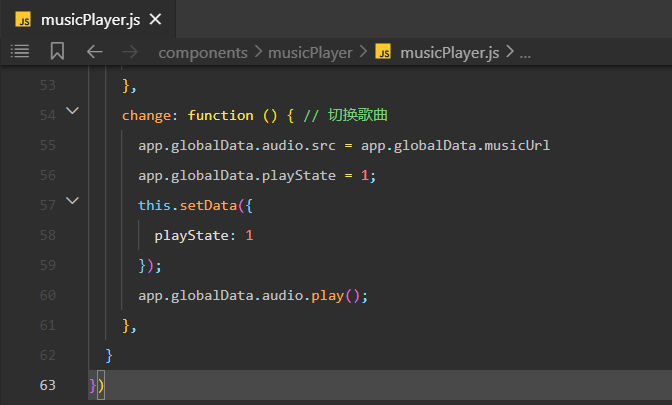 JS musicPlayer.js ×
components > musicPlayer > JS musicPlayer.js > ...
53 },
54 change: function () { // 切换歌曲
55 app.globalData.audio.src = app.globalData.musicUrl
56 app.globalData.playState = 1;
57 this.setData({
58 playState: 1
59 });
60 app.globalData.audio.play();
61 },
62 }
63 })